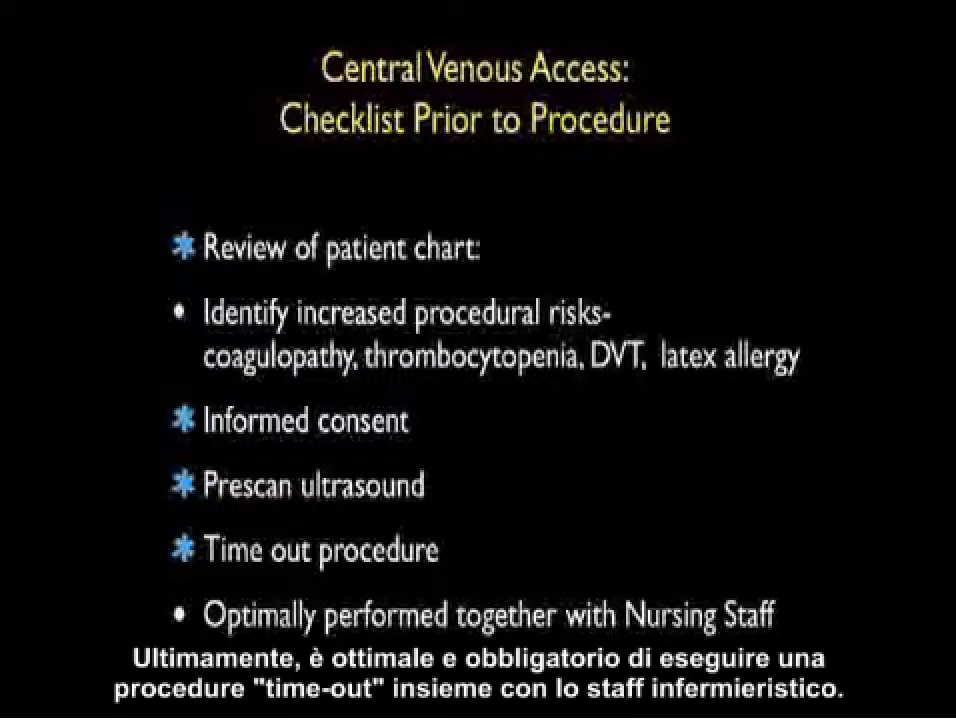 Central Venous Access:
Checklist Prior to Procedure
* Review of patient chart:
• Identify increased procedural risks-
coagulopathy, thrombocytopenia, DVT, latex allergy
* Informed consent
* Prescan ultrasound
* Time out procedure
• Optimally performed together with Nursing Staff
Ultimamente, è ottimale e obbligatorio di eseguire una
procedure "time-out" insieme con lo staff infermieristico.